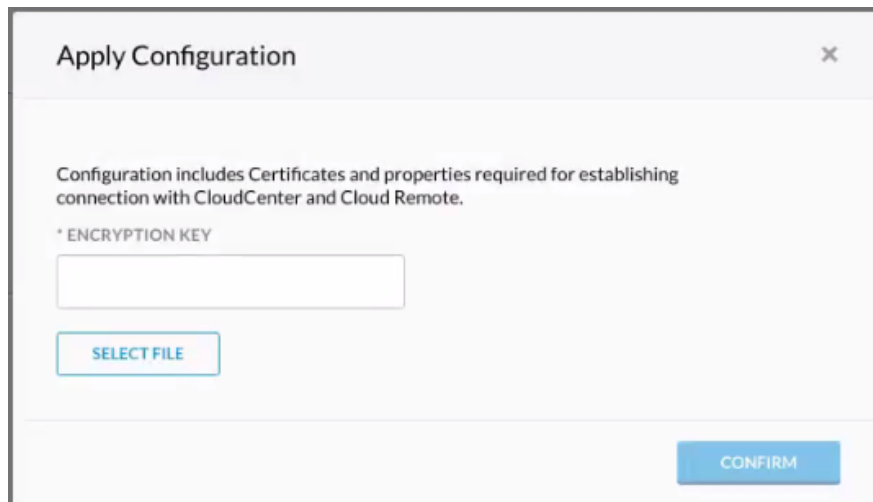 Apply Configuration
Configuration includes Certificates and properties required for establishing
connection with CloudCenter and Cloud Remote.
* ENCRYPTION KEY
SELECT FILE
CONFIRM